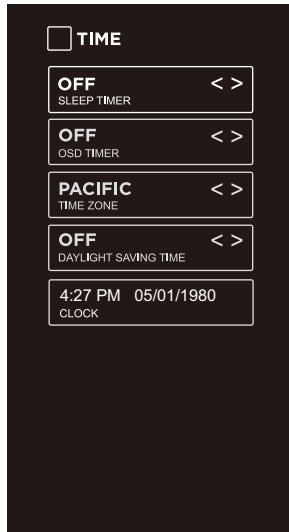 TIME
OFF < >
SLEEP TIMER
OFF < >
OSD TIMER
PACIFIC < >
TIME ZONE
OFF < >
DAYLIGHT SAVING TIME
4:27 PM 05/01/1980
CLOCK